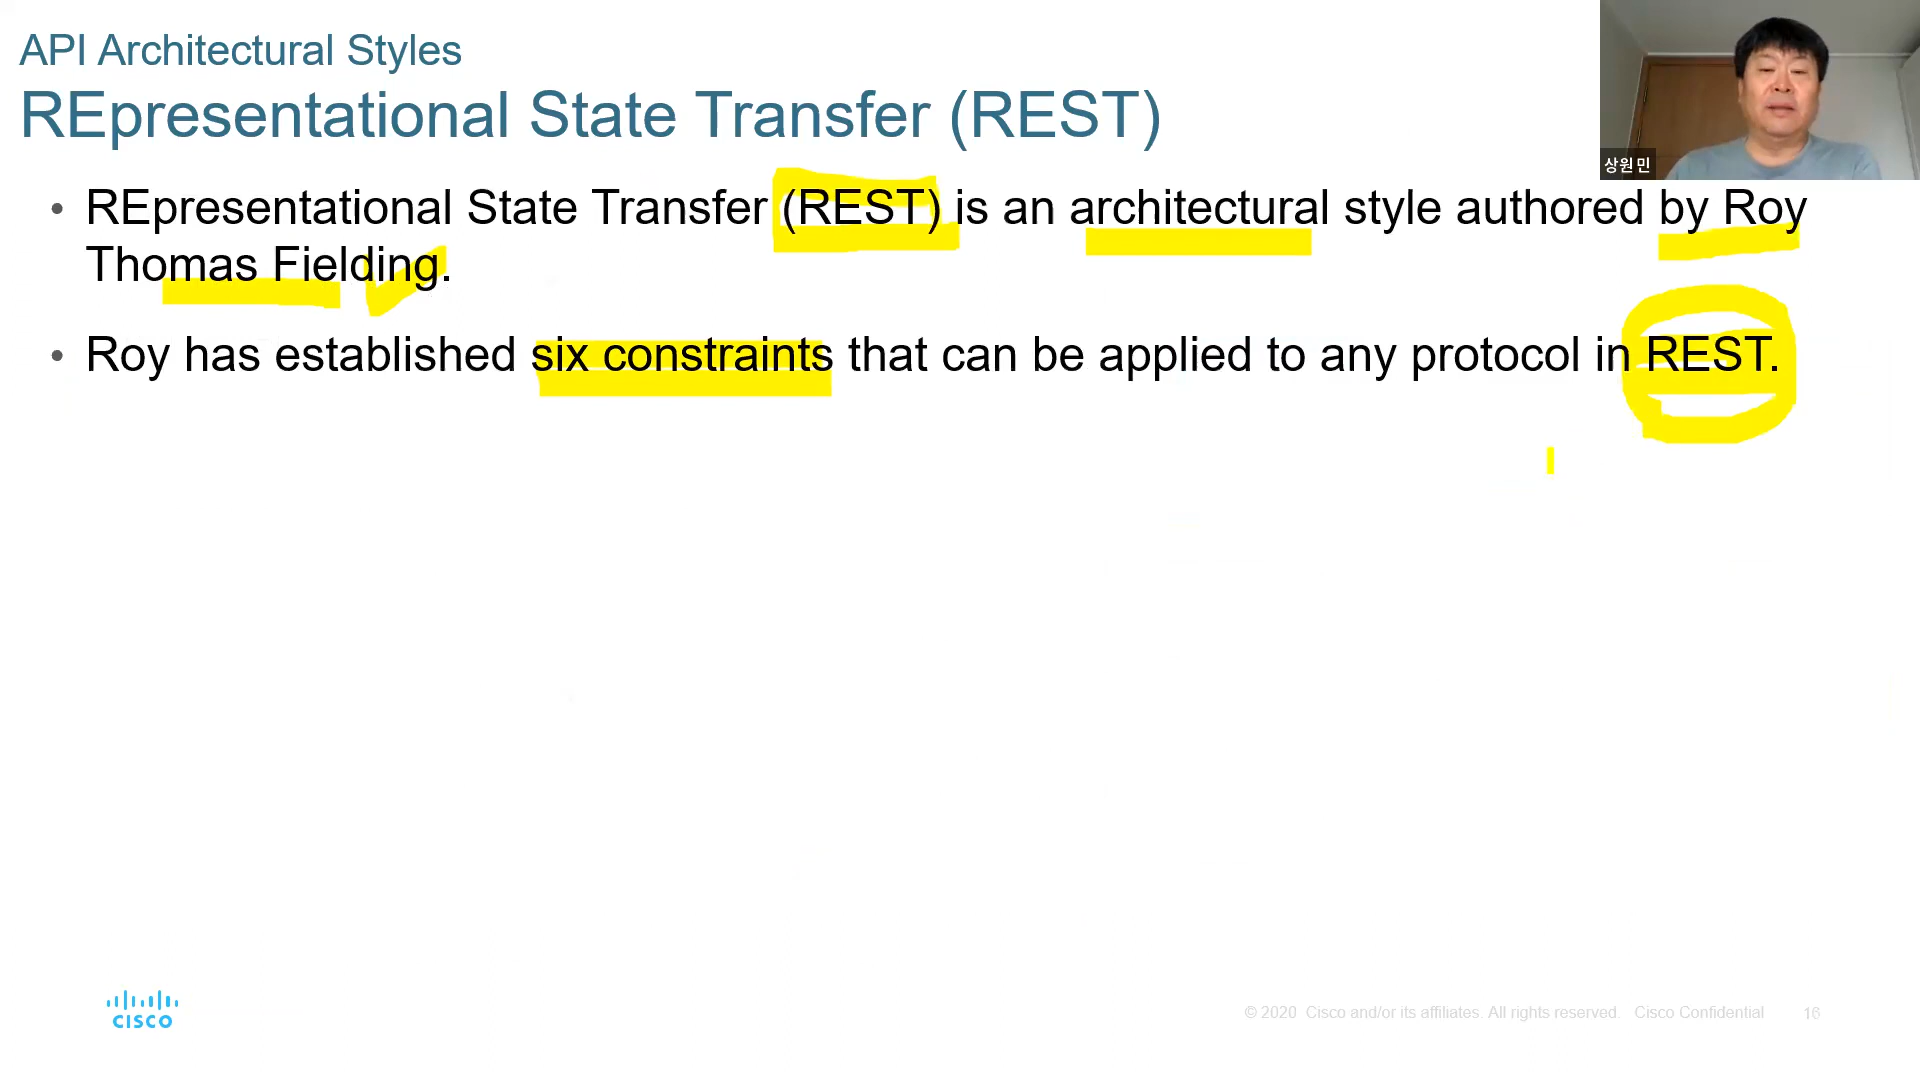 API Architectural Styles
REpresentational State Transfer (REST)
상원 민
• REpresentational State Transfer (REST) is an architectural style authored by Roy
Thomas Fielding.
• Roy has established six constraints that can be applied to any protocol in REST.
CISCO
© 2020 Cisco and/or its affiliates. All rights reserved. Cisco Confidential 16